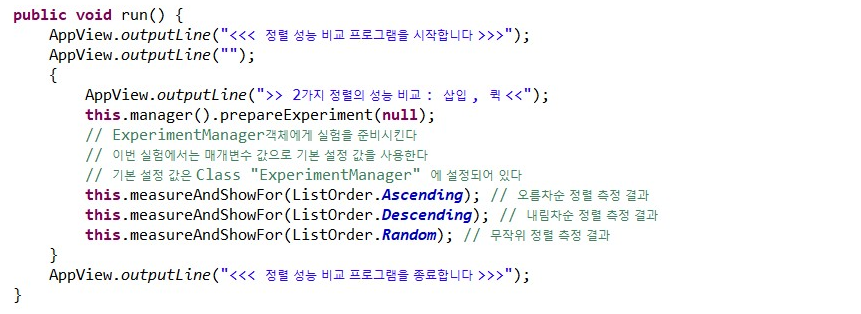 public void run() {
    AppView.outputLine("<<< 정렬 성능 비교 프로그램을 시작합니다 >>>");
    AppView.outputLine("");
    {
        AppView.outputLine(">> 2가지 정렬의 성능 비교 : 삽입 , 퀵 <<");
        this.manager().prepareExperiment(null);
        // ExperimentManager객체에게 실험을 준비시킨다
        // 이번 실험에서는 매개변수 값으로 기본 설정 값을 사용한다
        // 기본 설정 값은 Class "ExperimentManager" 에 설정되어 있다
        this.measureAndShowFor(ListOrder.Ascending); // 오름차순 정렬 측정 결과
        this.measureAndShowFor(ListOrder.Descending); // 내림차순 정렬 측정 결과
        this.measureAndShowFor(ListOrder.Random); // 무작위 정렬 측정 결과
    }
    AppView.outputLine("<<< 정렬 성능 비교 프로그램을 종료합니다 >>>");
}